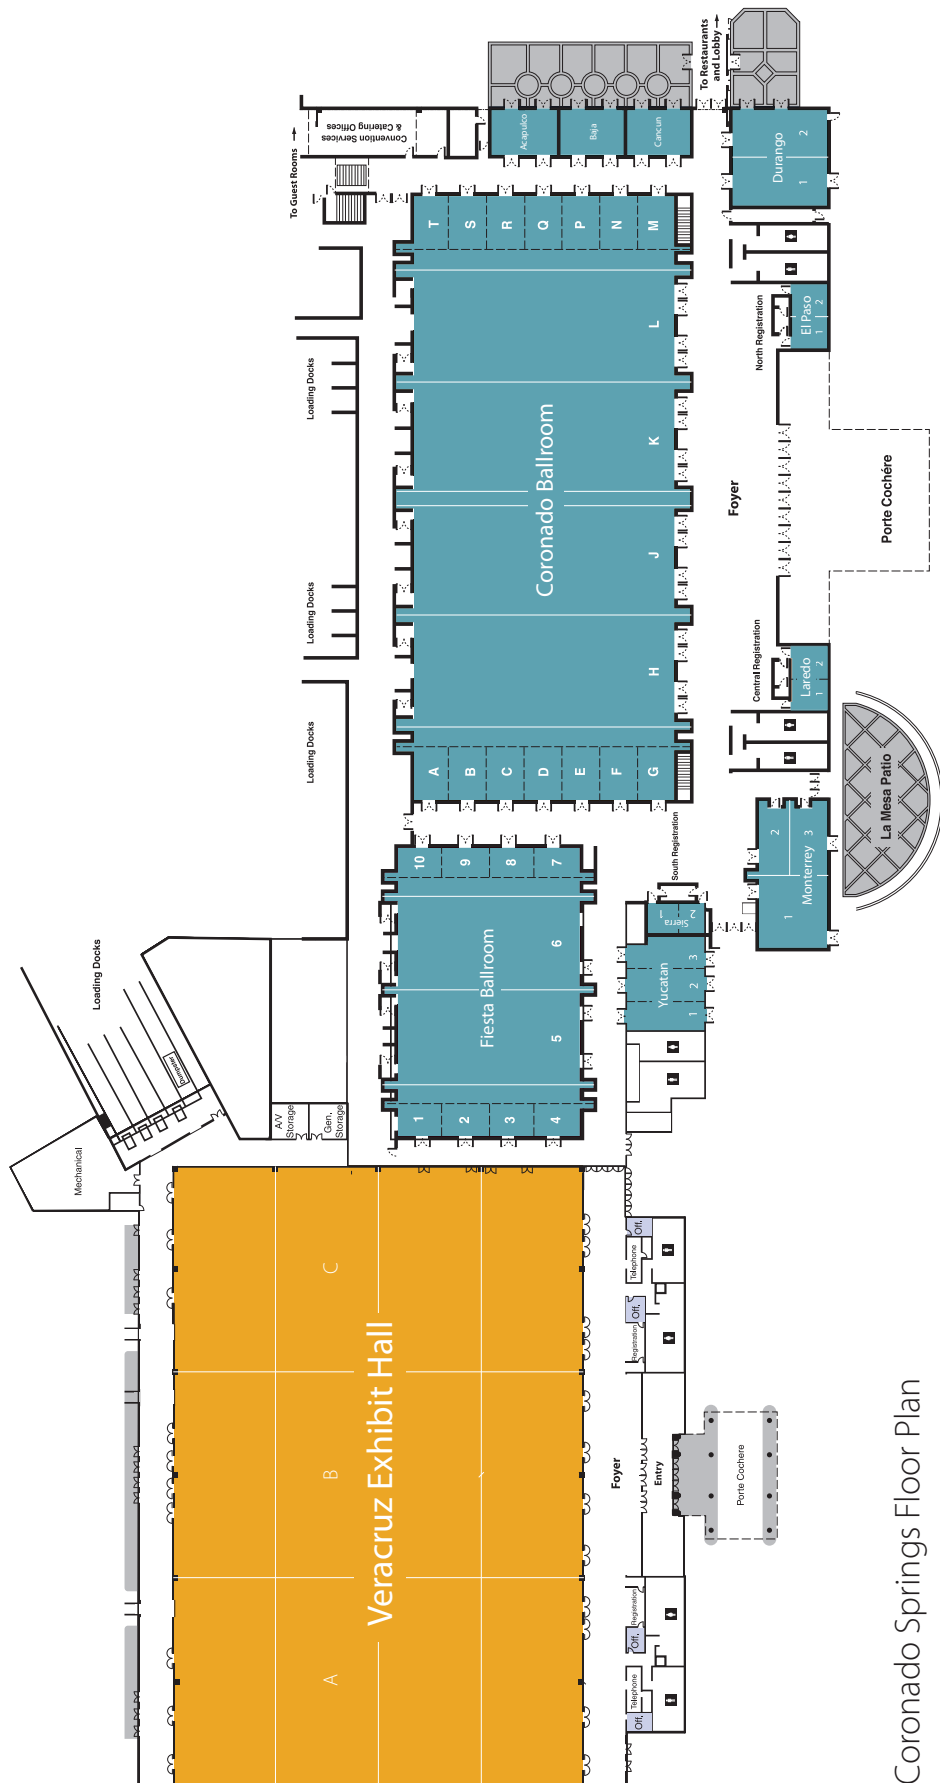 To Guest Rooms
Convention Services
& Catering Offices
Acapulco
Baja
Cancun
To Restaurants
and Lobby
Durango
1
2
Loading Docks
Loading Docks
Loading Docks
Loading Docks
T
S
R
Q
P
N
M
L
K
J
H
Coronado Ballroom
A
B
C
D
E
F
G
North Registration
El Paso
1
2
Foyer
Porte Cochére
Central Registration
Laredo
1
2
La Mesa Patio
Monterrey
1
2
3
South Registration
Sierra
1
2
Yucatan
1
2
3
Fiesta Ballroom
10
9
8
7
6
5
1
2
3
4
Dumpster
Mechanical
A/V
Storage
Gen.
Storage
Veracruz Exhibit Hall
C
B
A
Off.
Telephone
Off.
Registration
Foyer
Entry
Porte Cochere
Registration
Off.
Telephone
Off.
Coronado Springs Floor Plan